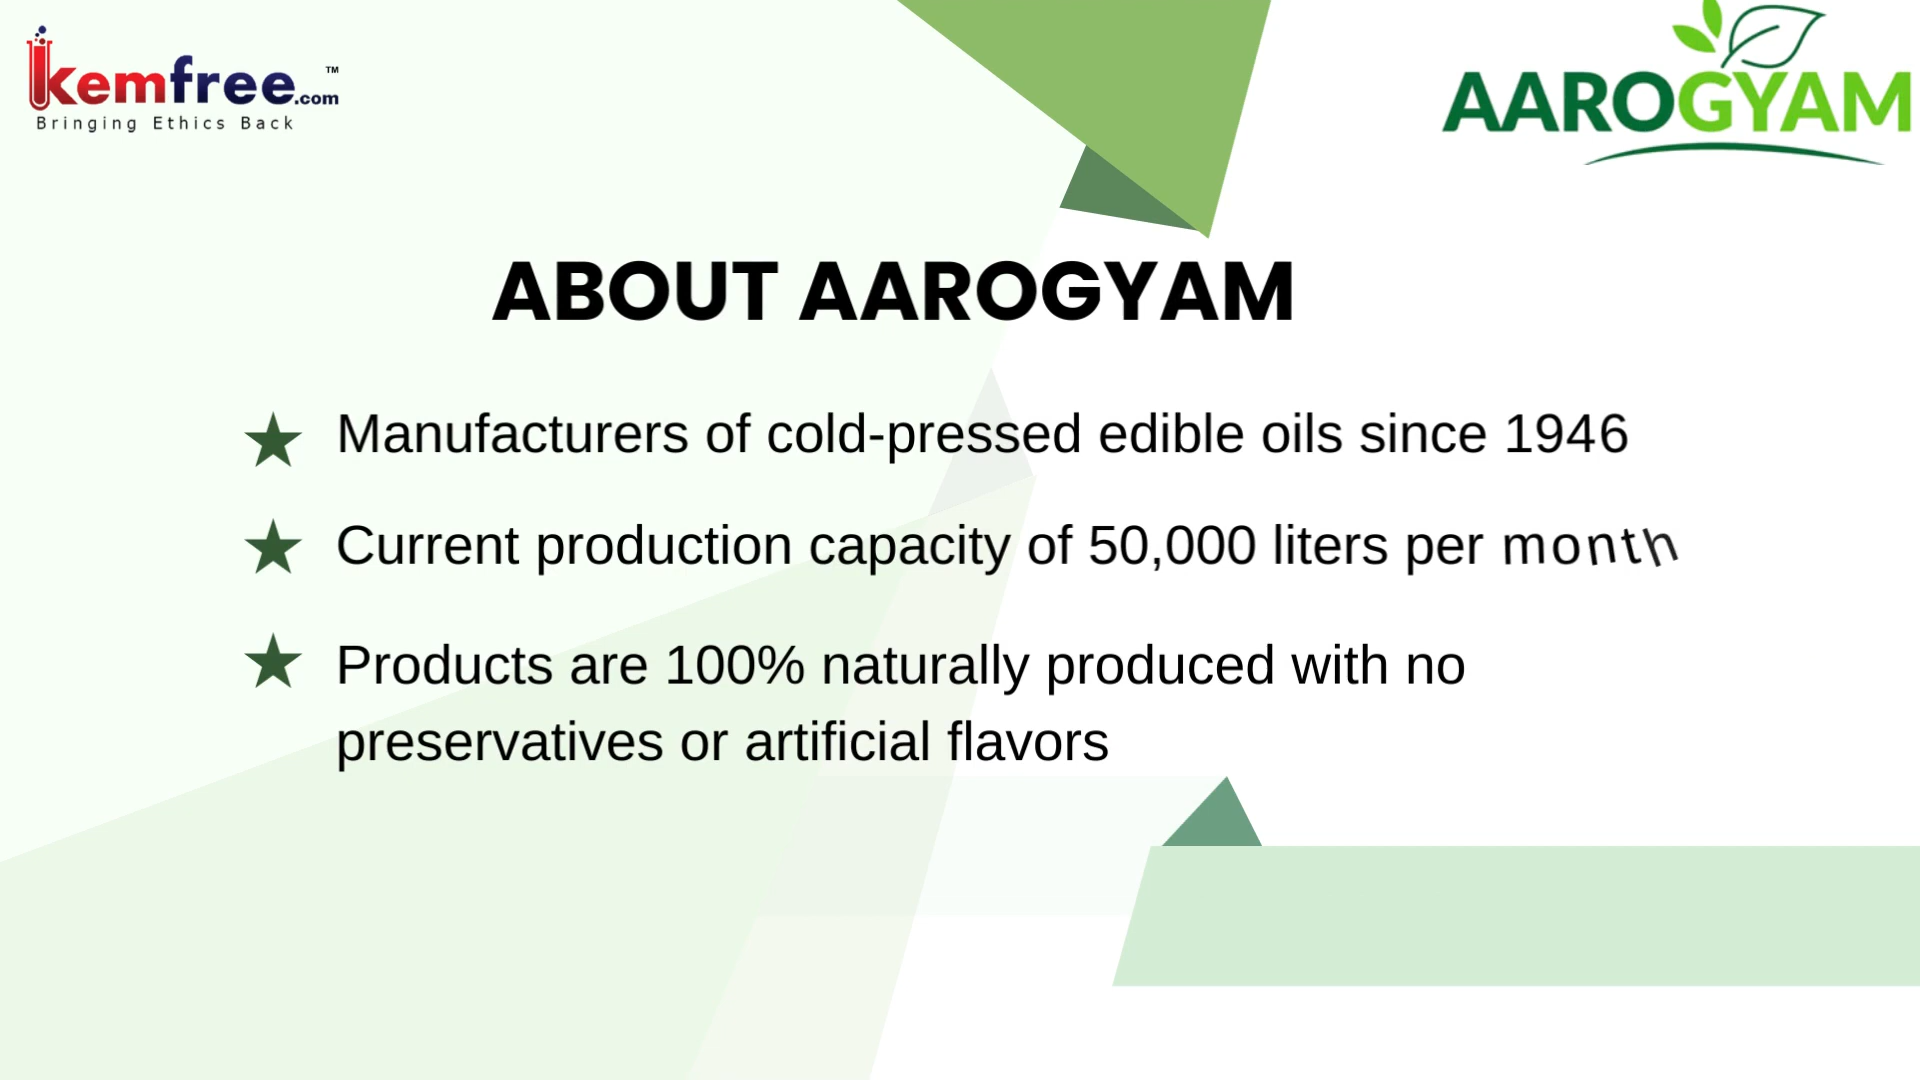 kemfree.com™
Bringing Ethics Back
AAROGYAM
ABOUT AAROGYAM
★ Manufacturers of cold-pressed edible oils since 1946
★ Current production capacity of 50,000 liters per month
★ Products are 100% naturally produced with no
preservatives or artificial flavors